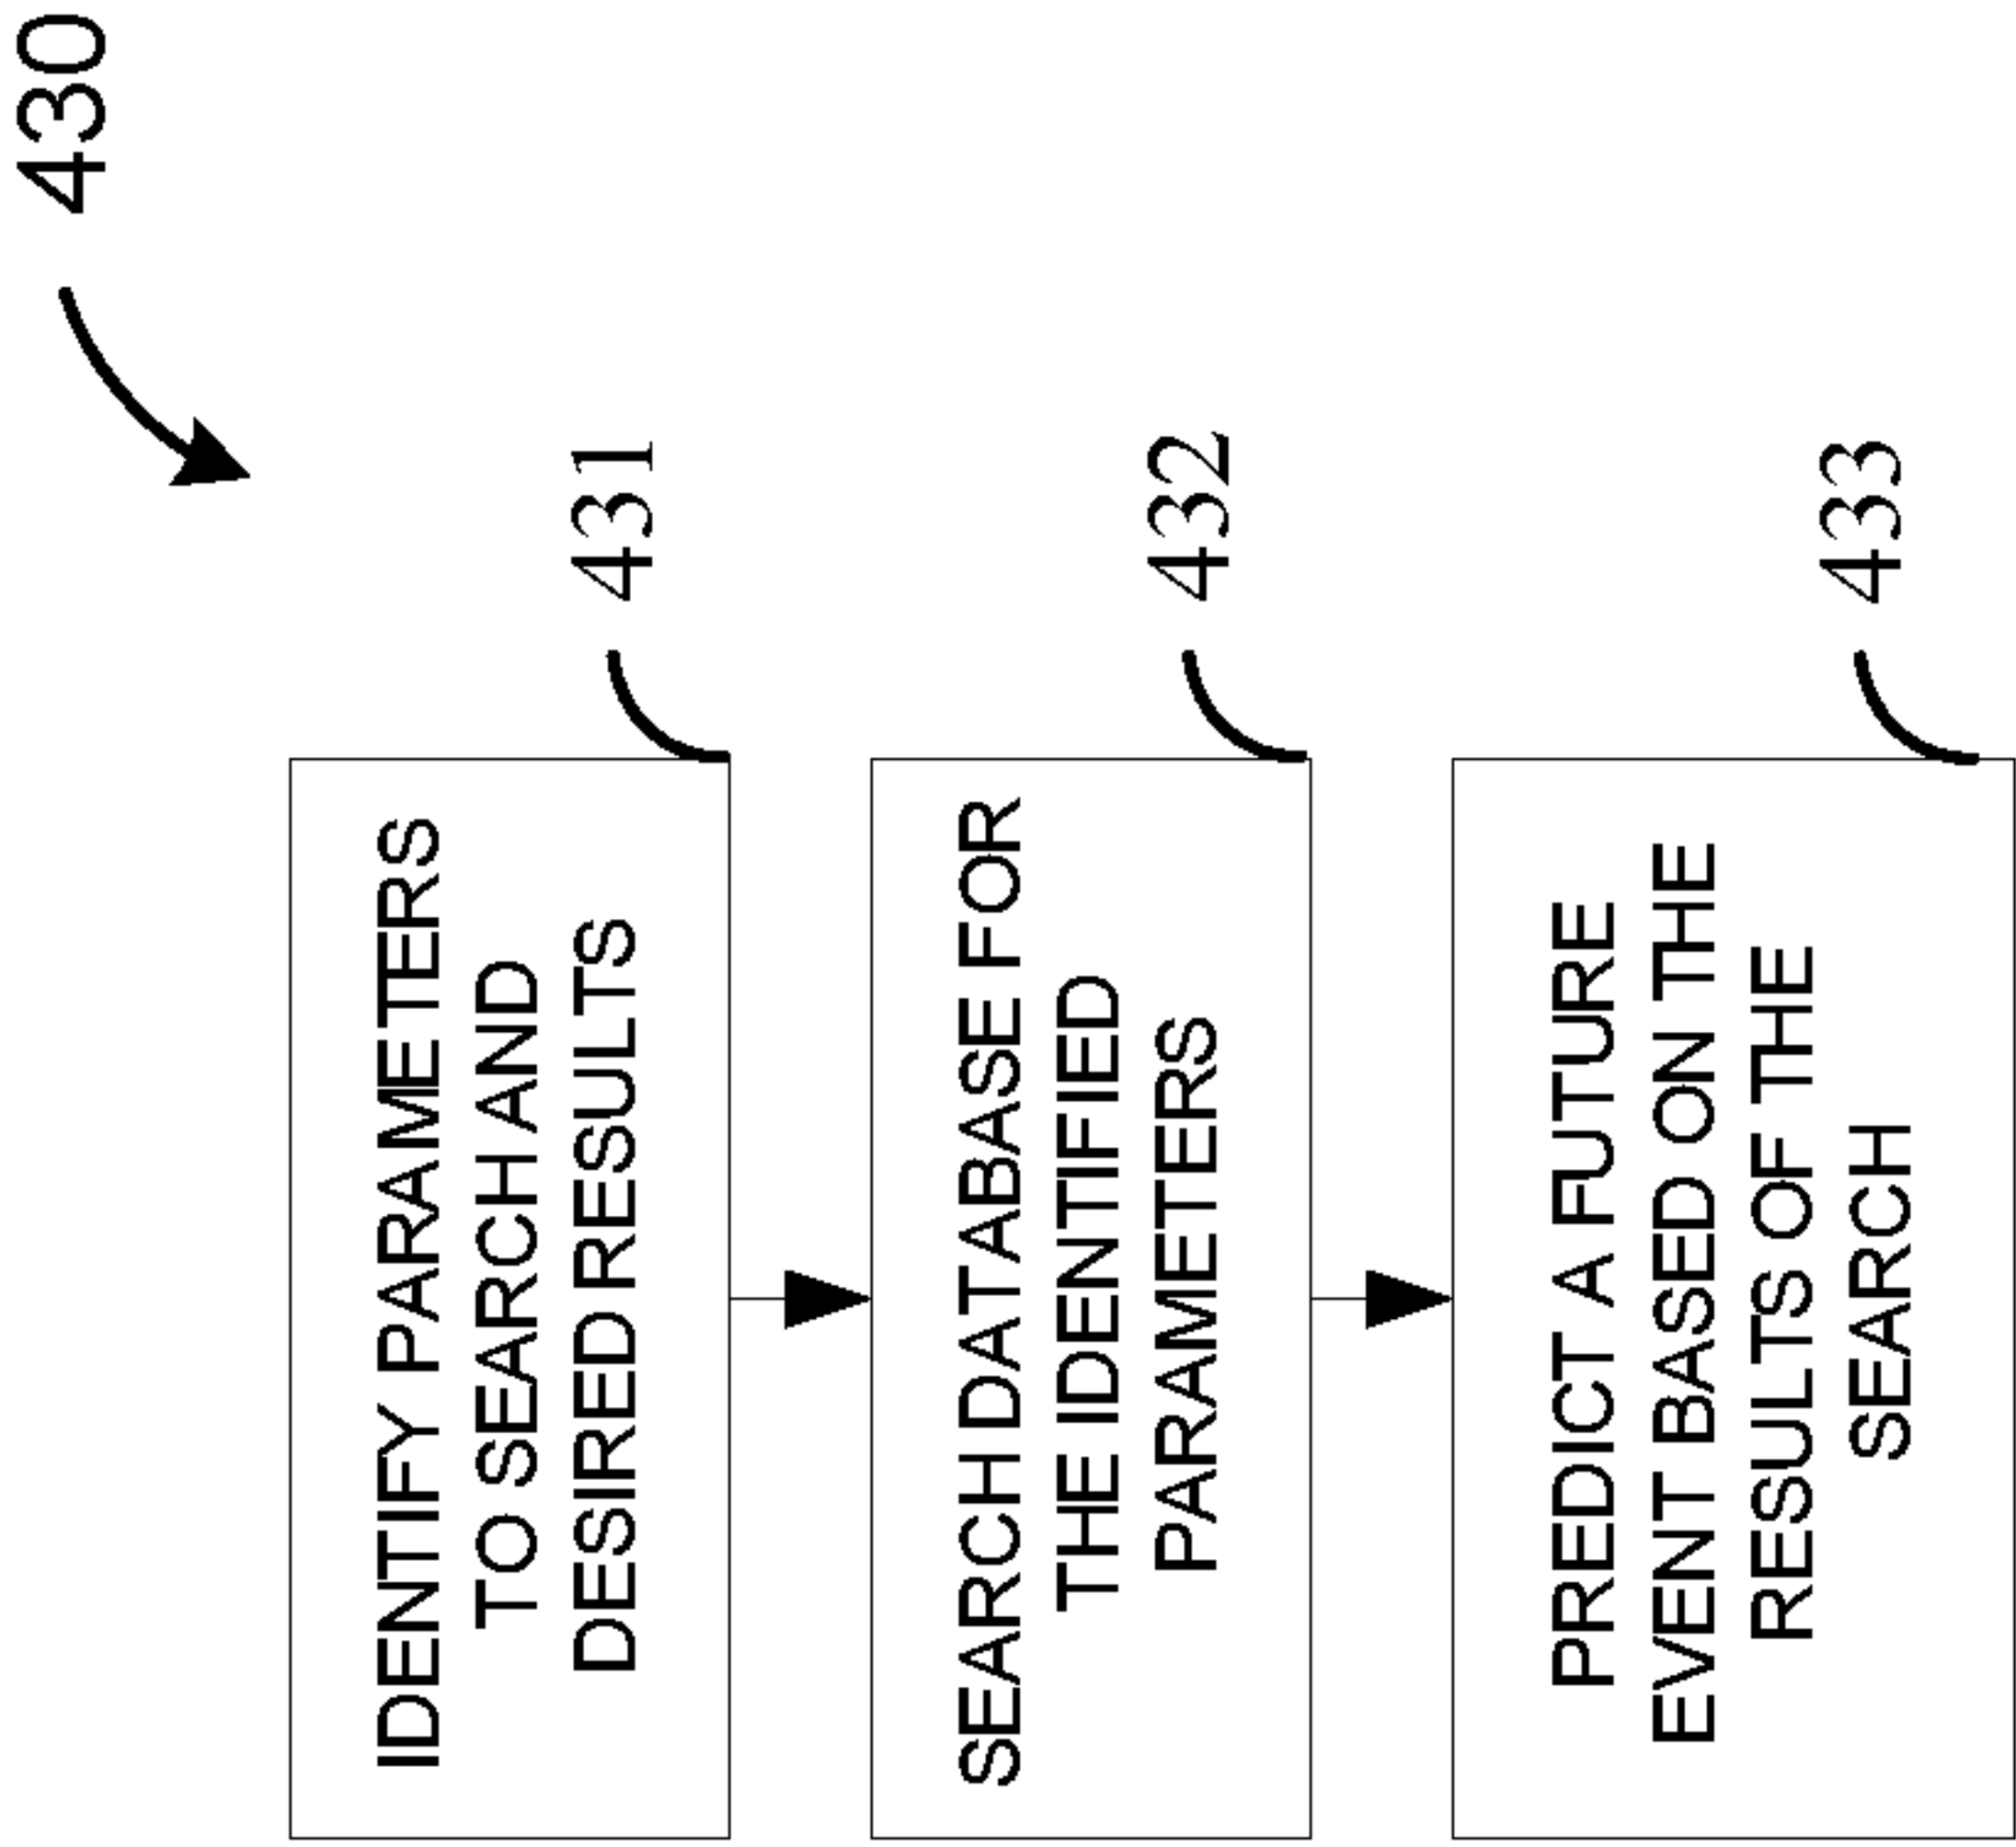 430
IDENTIFY PARAMETERS
TO SEARCH AND
DESIRED RESULTS
431
SEARCH DATABASE FOR
THE IDENTIFIED
PARAMETERS
432
PREDICT A FUTURE
EVENT BASED ON THE
RESULTS OF THE
SEARCH
433